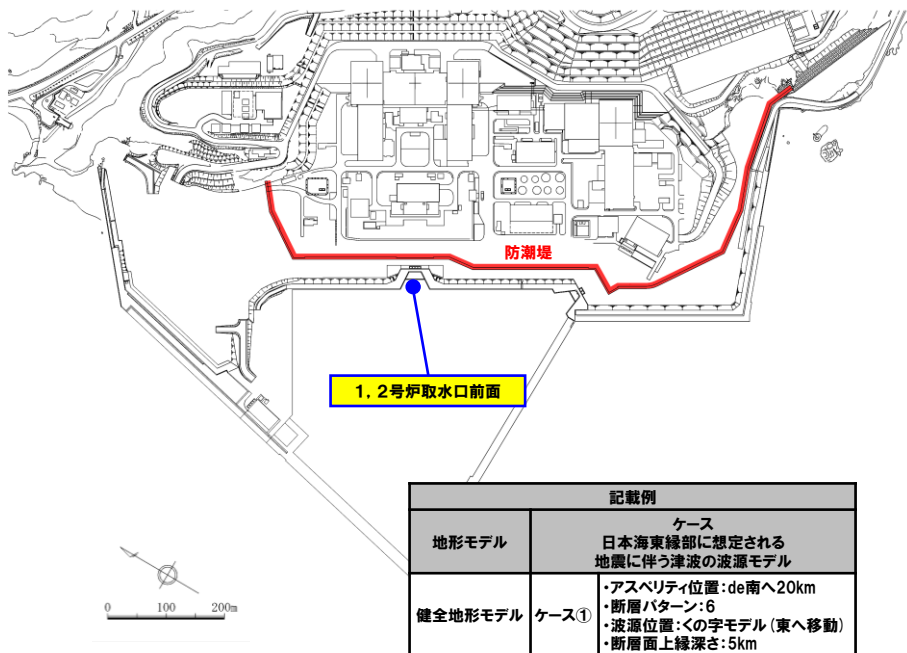 防潮堤
1,2号炉取水口前面
0 100 200m
記載例
地形モデル
ケース
日本海東縁部に想定される
地震に伴う津波の波源モデル
健全地形モデル
ケース①
・アスペリティ位置:de南へ20km
・断層パターン:6
・波源位置:くの字モデル(東へ移動)
・断層面上縁深さ:5km